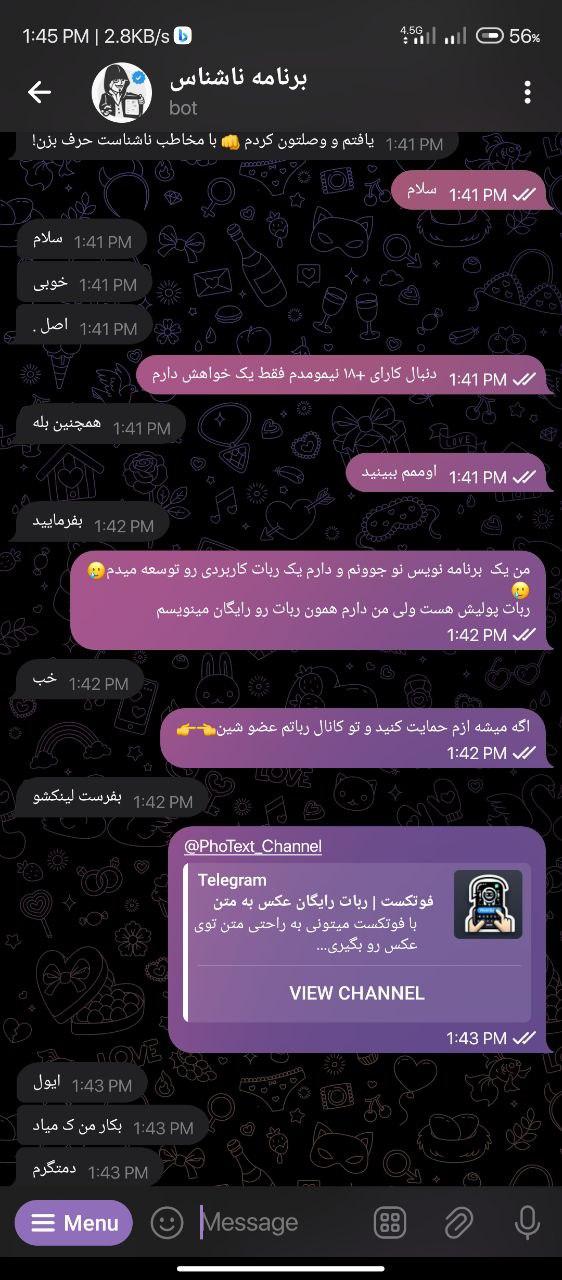 1:45 PM | 2.8KB/s
4.5G
56%
برنامه ناشناس
bot
یافتم و وصلتون کردم 👊 با مخاطب ناشناست حرف بزن!
1:41 PM
سلام
1:41 PM
سلام
1:41 PM
خوبی
1:41 PM
اصل .
1:41 PM
دنبال کارای +۱۸ نیمومدم فقط یک خواهش دارم
1:41 PM
همچنین بله
1:41 PM
اوممم ببینید
1:41 PM
بفرمایید
1:42 PM
من یک برنامه نویس نو جوونم و دارم یک ربات کاربردی رو توسعه میدم🥲
🥲
ربات پولیش هست ولی من دارم همون ربات رو رایگان مینویسم
1:42 PM
خب
1:42 PM
اگه میشه ازم حمایت کنید و تو کانال رباتم عضو شین👈👉
1:42 PM
بفرست لینکشو
1:42 PM
@PhoText_Channel
Telegram
فوتکست | ربات رایگان عکس به متن
با فوتکست میتونی به راحتی متن توی
عکس رو بگیری...
VIEW CHANNEL
1:43 PM
ایول
1:43 PM
بکار من ک میاد
1:43 PM
دمتگرم
1:43 PM
Menu
Message